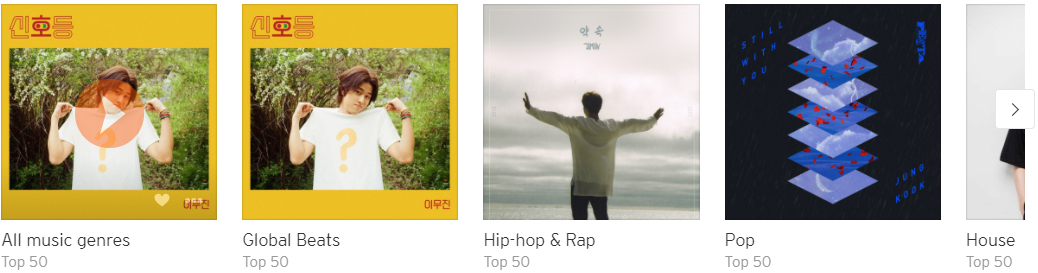 신호등
?
이무진
All music genres
Top 50
신호등
?
이무진
Global Beats
Top 50
약속
JIMIN
Hip-hop & Rap
Top 50
STILL
WITH
YOU
JUNG
KOOK
Pop
Top 50
House
Top 50